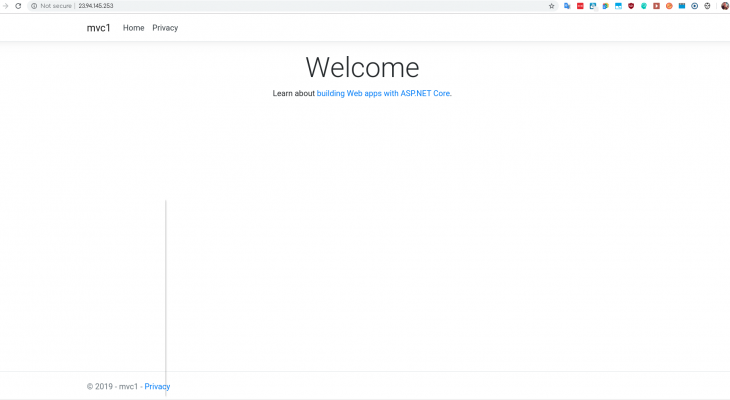 Not secure | 23.94.145.253
mvc1 Home Privacy
Welcome
Learn about building Web apps with ASP.NET Core.
© 2019 - mvc1 - Privacy